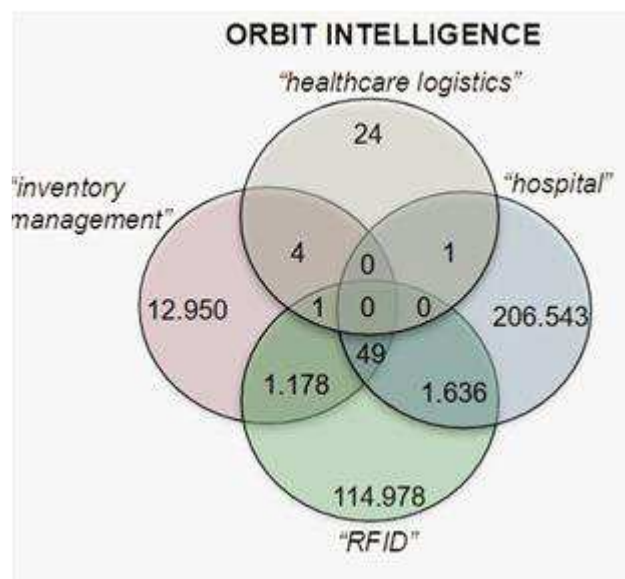 ORBIT INTELLIGENCE
“healthcare logistics”
24
“inventory
management”
“hospital”
4
0
1
12.950
1
0
0
206.543
49
1.178
1.636
114.978
“RFID”